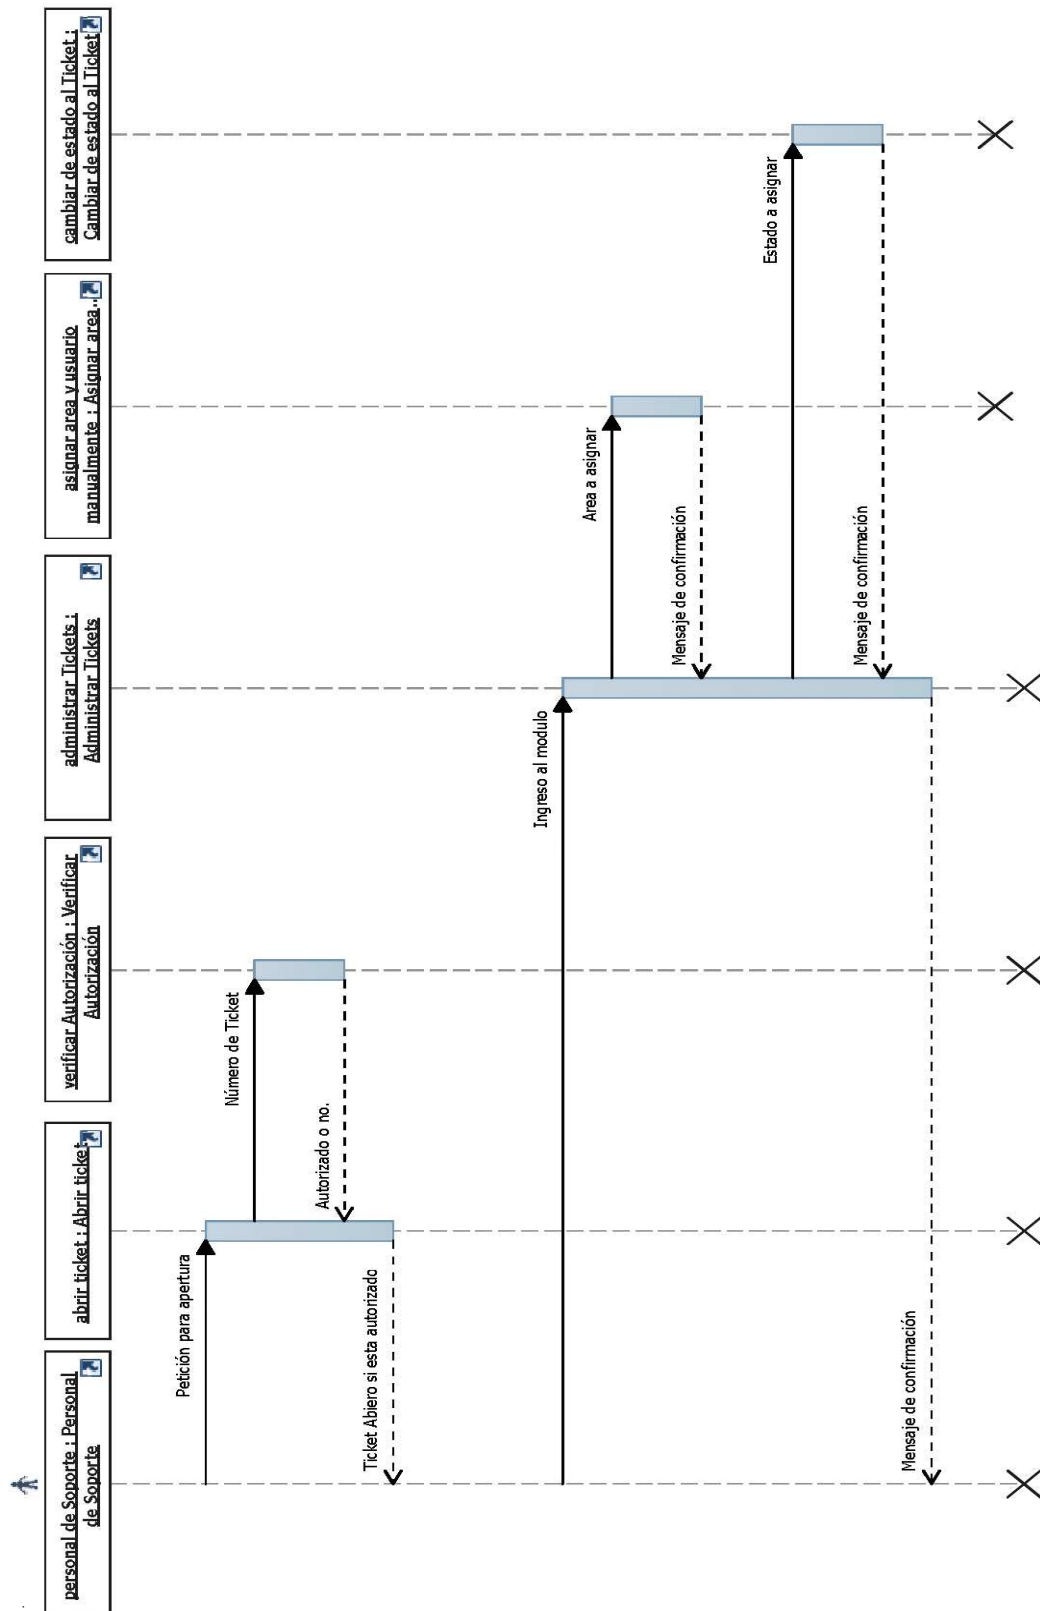 personal de Soporte : Personal
de Soporte
abrir ticket : Abrir ticket
verificar Autorización : Verificar
Autorización
administrar Tickets :
Administrar Tickets
asignar area y usuario
manualmente : Asignar area..
cambiar de estado al Ticket :
Cambiar de estado al Ticket
Petición para apertura
Número de Ticket
Autorizado o no.
Ticket Abiero si esta autorizado
Ingreso al modulo
Area a asignar
Mensaje de confirmación
Estado a asignar
Mensaje de confirmación
Mensaje de confirmación